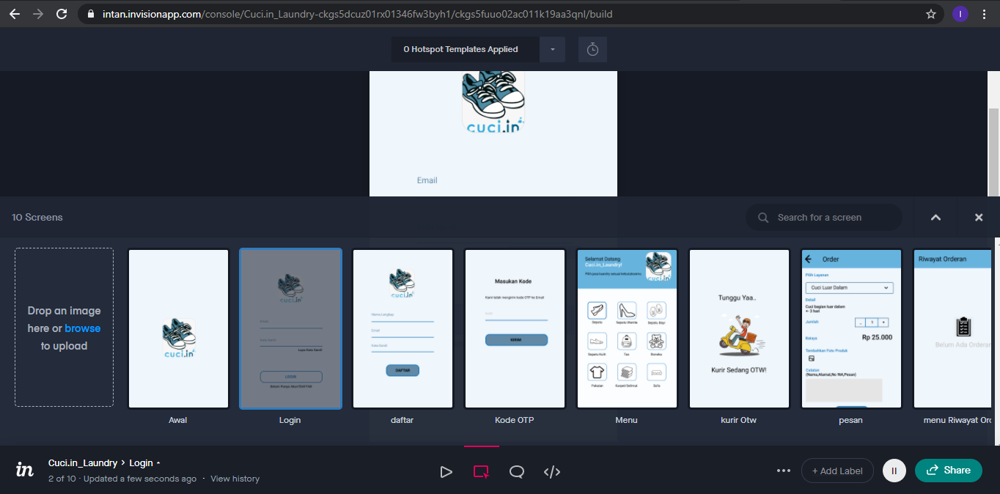 intan.invisionapp.com/console/Cuci.in_Laundry-ckgs5dcuz01rx01346fw3byh1/ckgs5fuuo02ac011k19aa3qnl/build
I
0 Hotspot Templates Applied
cuci.in
Email
10 Screens
Search for a screen
Drop an image
here or browse
to upload
cuci.in
Awal
cuci.in
Email
Kata Sandi
Lupa Kata Sandi
LOGIN
Belum Punya Akun?DAFTAR
Login
cuci.in
Nama Lengkap
Email
Kata Sandi
DAFTAR
daftar
Masukan Kode
Kami telah mengirim kode OTP ke Email
KIRIM
Kode OTP
Selamat Datang
Cuci.in_Laundry!
Pilih jasa laundry sesuai kebutuhanmu
cuci.in
Sepatu
Sepatu Wanita
Sepatu Bayi
Sepatu Kulit
Tas
Boneka
Pakaian
Karpet/Selimut
Sofa
Menu
Tunggu Yaa..
Kurir Sedang OTW!
kurir Otw
Order
Pilih Layanan
Cuci Luar Dalam
Detail
Cuci bagian luar dalam
+- 3 hari
Jumlah
- 1 +
Biaya
Rp 25.000
Tambahkan Foto Produk
Catatan
(Nama,Alamat,No WA,Pesan)
pesan
Riwayat Orderan
Belum Ada Orderan
menu Riwayat Orc
in
Cuci.in_Laundry > Login
2 of 10 · Updated a few seconds ago · View history
+ Add Label
II
Share